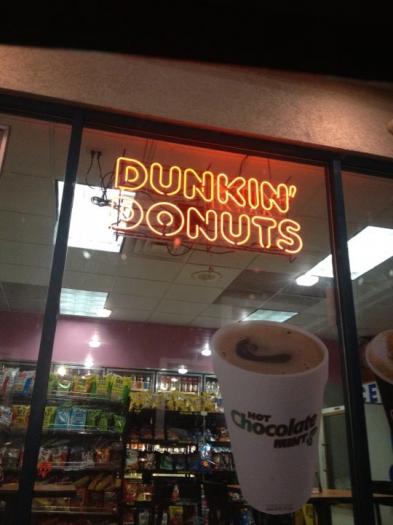 DUNKIN'
DONUTS
HOT
Chocolate
MINT